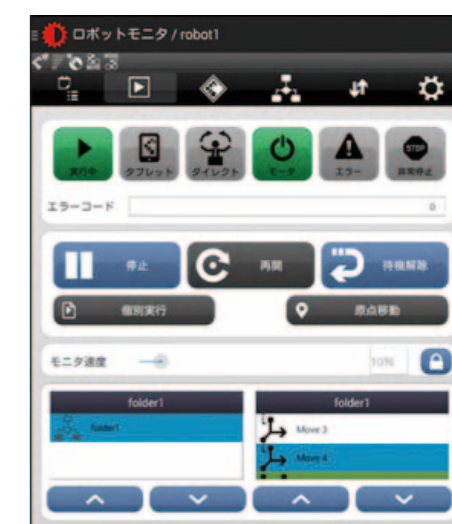 ロボットモニタ / robot1
実行中 タブレット ダイレクト モータ エラー STOP 非常停止
エラーコード 0
停止 再開 待機解除
個別実行 原点移動
モニタ速度 10%
folder1 folder1
folder1 Move 3
Move 4